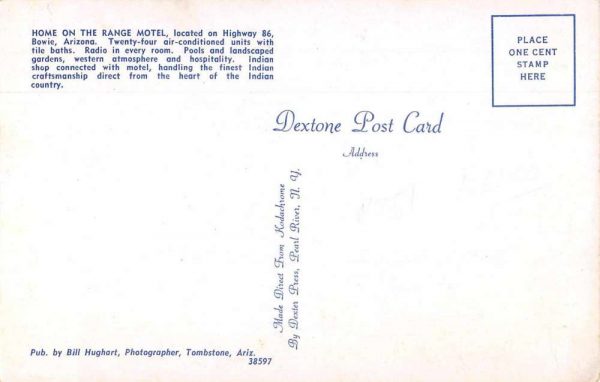 HOME ON THE RANGE MOTEL, located on Highway 86,
Bowie, Arizona. Twenty-four air-conditioned units with
tile baths. Radio in every room. Pools and landscaped
gardens, western atmosphere and hospitality. Indian
shop connected with motel, handling the finest Indian
craftsmanship direct from the heart of the Indian
country.
PLACE
ONE CENT
STAMP
HERE
Dextone Post Card
Address
Made Direct From Kodachrome
By Dexter Press, Pearl River, N. Y.
Pub. by Bill Hughart, Photographer, Tombstone, Ariz.
38597